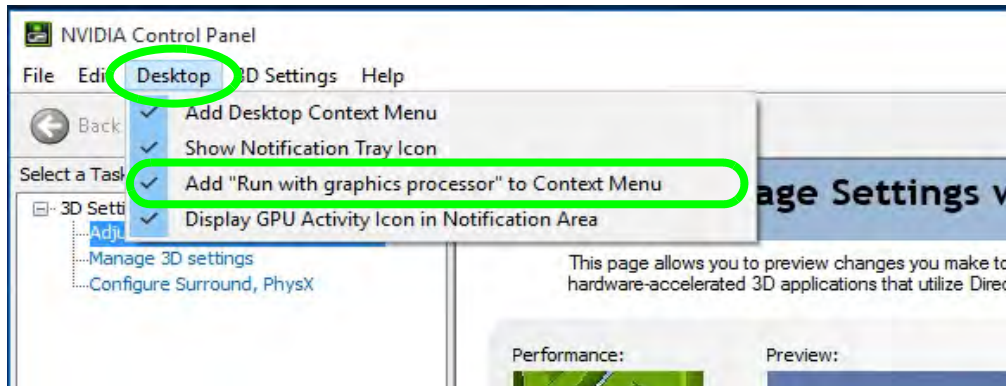 NVIDIA Control Panel
File Edi Desktop 3D Settings Help
Back
Add Desktop Context Menu
Show Notification Tray Icon
Select a Task
Add "Run with graphics processor" to Context Menu
Display GPU Activity Icon in Notification Area
3D Setti
Adju
Manage 3D settings
Configure Surround, PhysX
age Settings v
This page allows you to preview changes you make to
hardware-accelerated 3D applications that utilize Direc
Performance:
Preview: